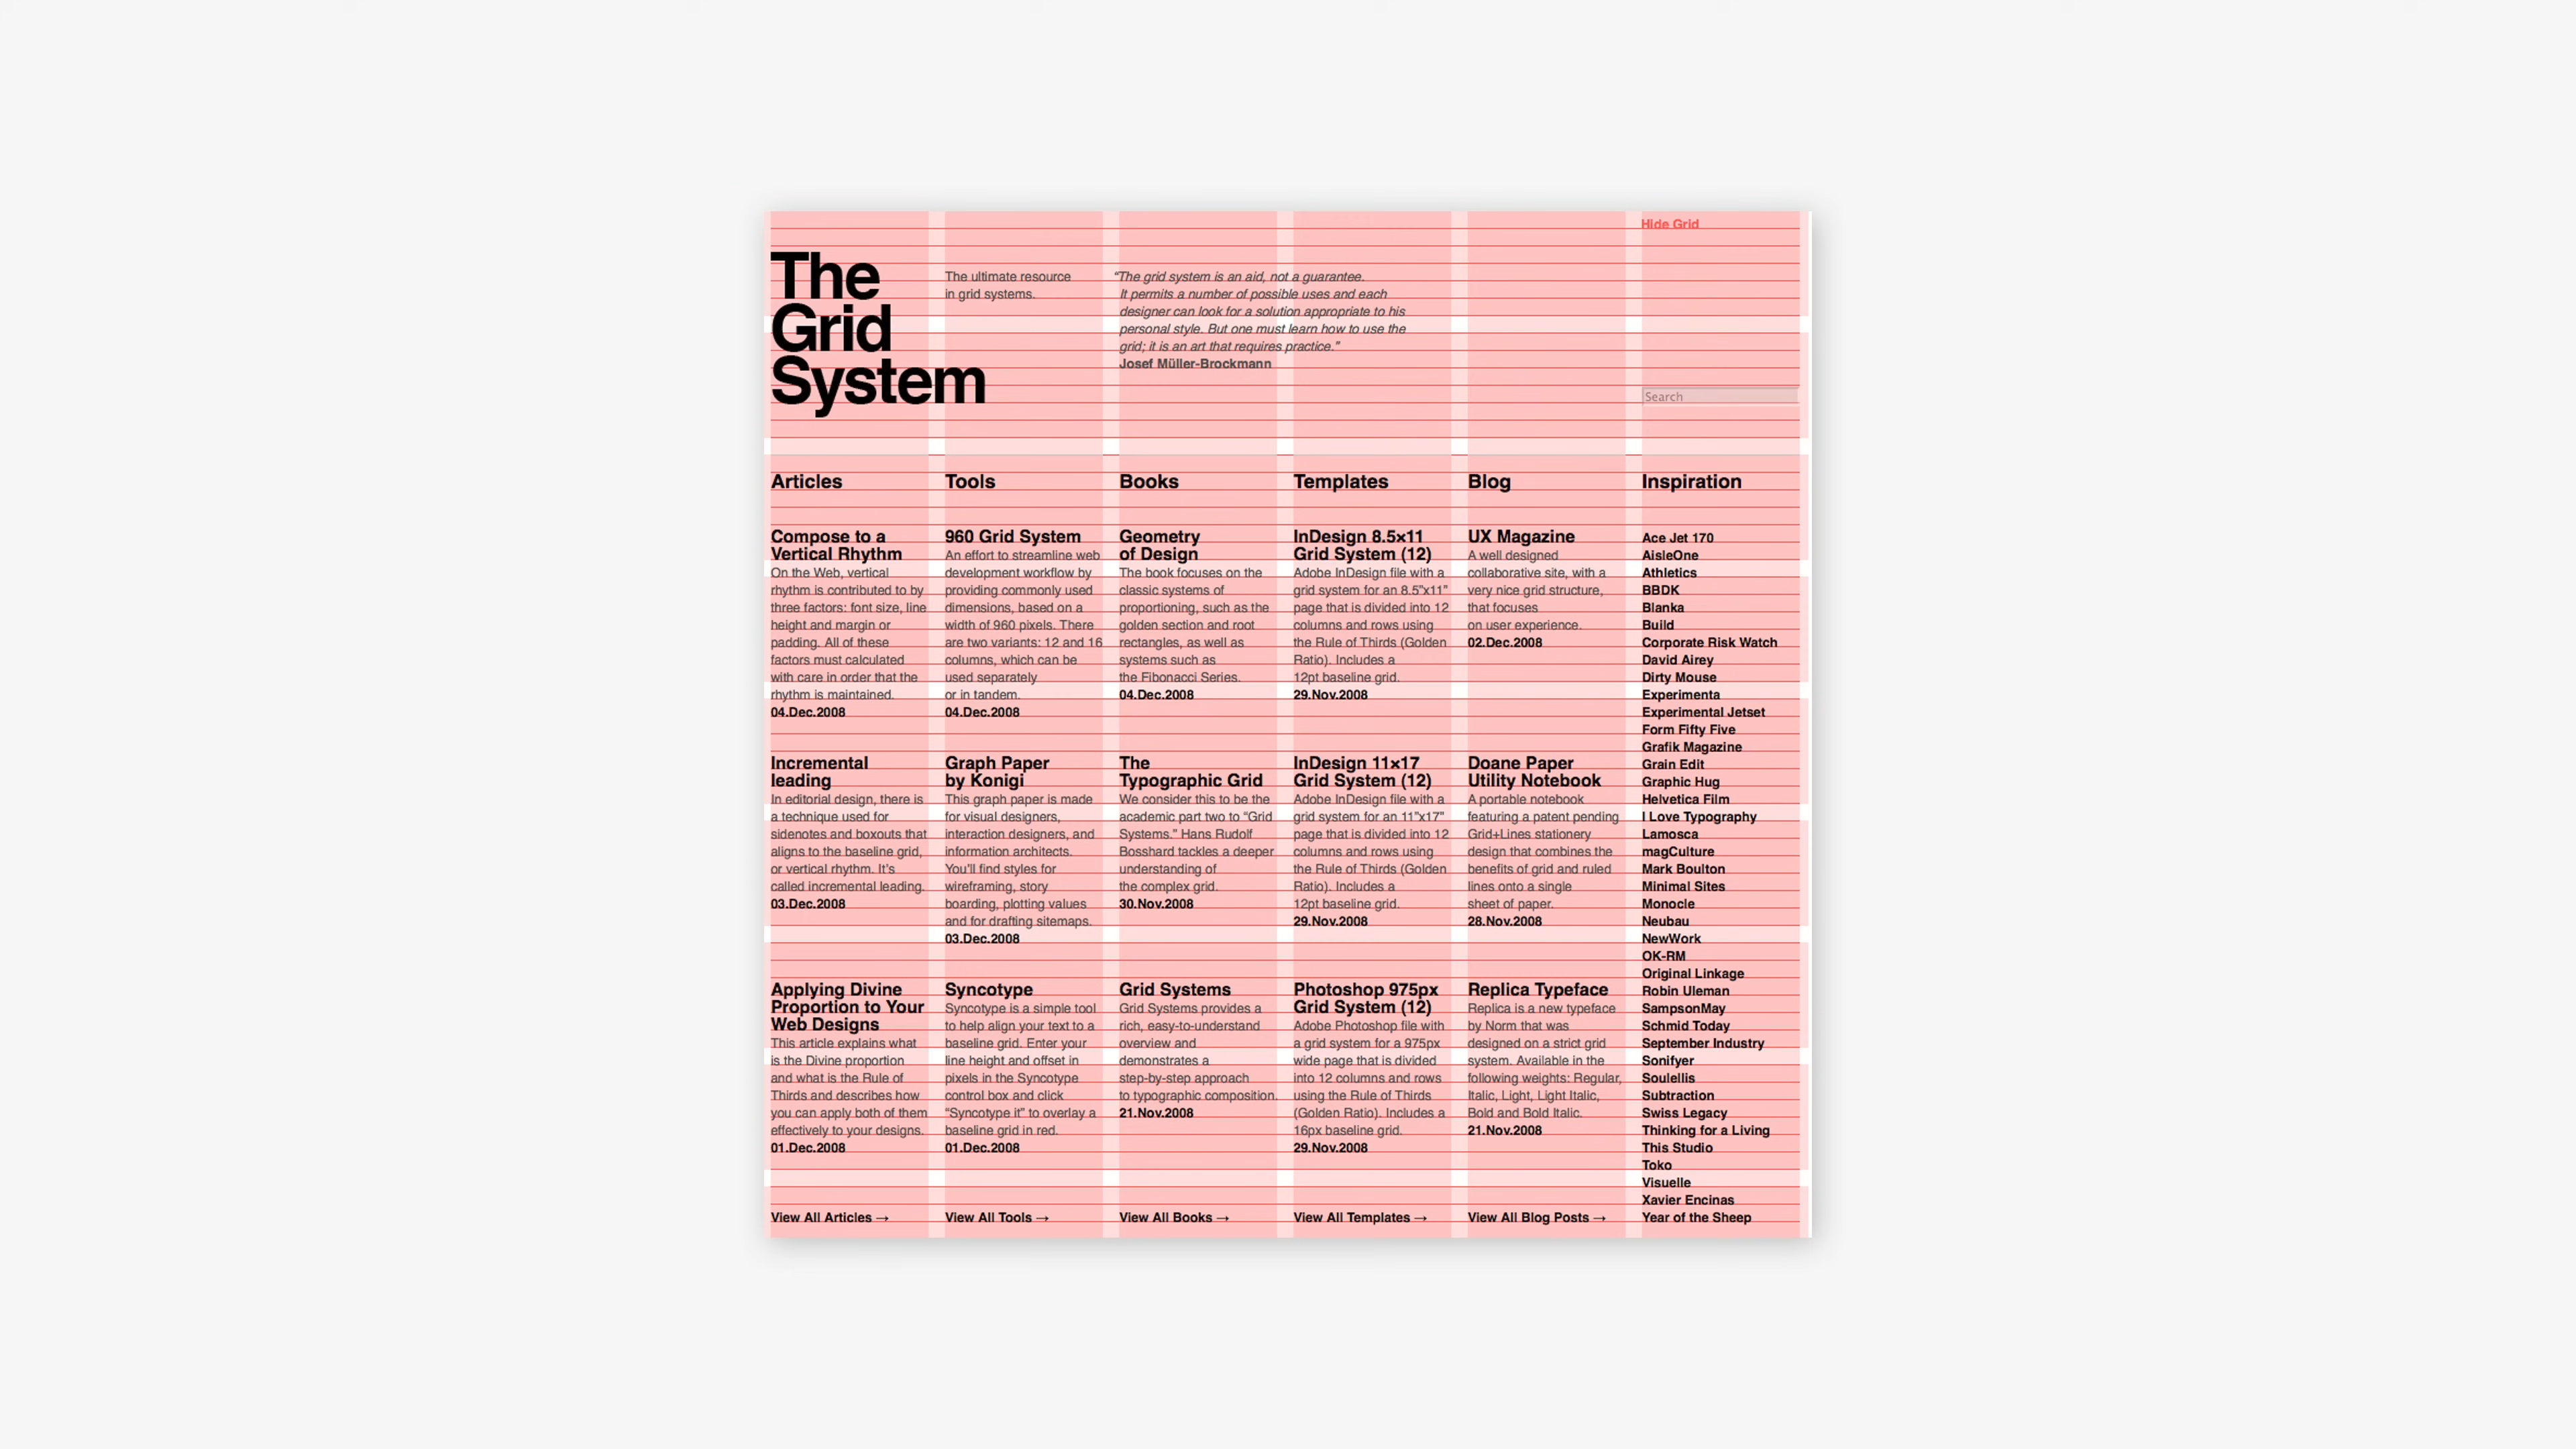 Hide Grid
The
Grid
System
The ultimate resource
in grid systems.
“The grid system is an aid, not a guarantee.
It permits a number of possible uses and each
designer can look for a solution appropriate to his
personal style. But one must learn how to use the
grid; it is an art that requires practice.”
Josef Müller-Brockmann
Search
Articles
Compose to a
Vertical Rhythm
On the Web, vertical
rhythm is contributed to by
three factors: font size, line
height and margin or
padding. All of these
factors must calculated
with care in order that the
rhythm is maintained.
04.Dec.2008
Incremental
leading
In editorial design, there is
a technique used for
sidenotes and boxouts that
aligns to the baseline grid,
or vertical rhythm. It’s
called incremental leading.
03.Dec.2008
Applying Divine
Proportion to Your
Web Designs
This article explains what
is the Divine proportion
and what is the Rule of
Thirds and describes how
you can apply both of them
effectively to your designs.
01.Dec.2008
View All Articles →
Tools
960 Grid System
An effort to streamline web
development workflow by
providing commonly used
dimensions, based on a
width of 960 pixels. There
are two variants: 12 and 16
columns, which can be
used separately
or in tandem.
04.Dec.2008
Graph Paper
by Konigi
This graph paper is made
for visual designers,
interaction designers, and
information architects.
You’ll find styles for
wireframing, story
boarding, plotting values
and for drafting sitemaps.
03.Dec.2008
Syncotype
Syncotype is a simple tool
to help align your text to a
baseline grid. Enter your
line height and offset in
pixels in the Syncotype
control box and click
“Syncotype it” to overlay a
baseline grid in red.
01.Dec.2008
View All Tools →
Books
Geometry
of Design
The book focuses on the
classic systems of
proportioning, such as the
golden section and root
rectangles, as well as
systems such as
the Fibonacci Series.
04.Dec.2008
The
Typographic Grid
We consider this to be the
academic part two to “Grid
Systems.” Hans Rudolf
Bosshard tackles a deeper
understanding of
the complex grid.
30.Nov.2008
Grid Systems
Grid Systems provides a
rich, easy-to-understand
overview and
demonstrates a
step-by-step approach
to typographic composition.
21.Nov.2008
View All Books →
Templates
InDesign 8.5×11
Grid System (12)
Adobe InDesign file with a
grid system for an 8.5”x11”
page that is divided into 12
columns and rows using
the Rule of Thirds (Golden
Ratio). Includes a
12pt baseline grid.
29.Nov.2008
InDesign 11×17
Grid System (12)
Adobe InDesign file with a
grid system for an 11”x17”
page that is divided into 12
columns and rows using
the Rule of Thirds (Golden
Ratio). Includes a
12pt baseline grid.
29.Nov.2008
Photoshop 975px
Grid System (12)
Adobe Photoshop file with
a grid system for a 975px
wide page that is divided
into 12 columns and rows
using the Rule of Thirds
(Golden Ratio). Includes a
16px baseline grid.
29.Nov.2008
View All Templates →
Blog
UX Magazine
A well designed
collaborative site, with a
very nice grid structure,
that focuses
on user experience.
02.Dec.2008
Doane Paper
Utility Notebook
A portable notebook
featuring a patent pending
Grid+Lines stationery
design that combines the
benefits of grid and ruled
lines onto a single
sheet of paper.
28.Nov.2008
Replica Typeface
Replica is a new typeface
by Norm that was
designed on a strict grid
system. Available in the
following weights: Regular,
Italic, Light, Light Italic,
Bold and Bold Italic.
21.Nov.2008
View All Blog Posts →
Inspiration
Ace Jet 170
AisleOne
Athletics
BBDK
Blanka
Build
Corporate Risk Watch
David Airey
Dirty Mouse
Experimenta
Experimental Jetset
Form Fifty Five
Grafik Magazine
Grain Edit
Graphic Hug
Helvetica Film
I Love Typography
Lamosca
magCulture
Mark Boulton
Minimal Sites
Monocle
Neubau
NewWork
OK-RM
Original Linkage
Robin Uleman
SampsonMay
Schmid Today
September Industry
Sonifyer
Soulellis
Subtraction
Swiss Legacy
Thinking for a Living
This Studio
Toko
Visuelle
Xavier Encinas
Year of the Sheep